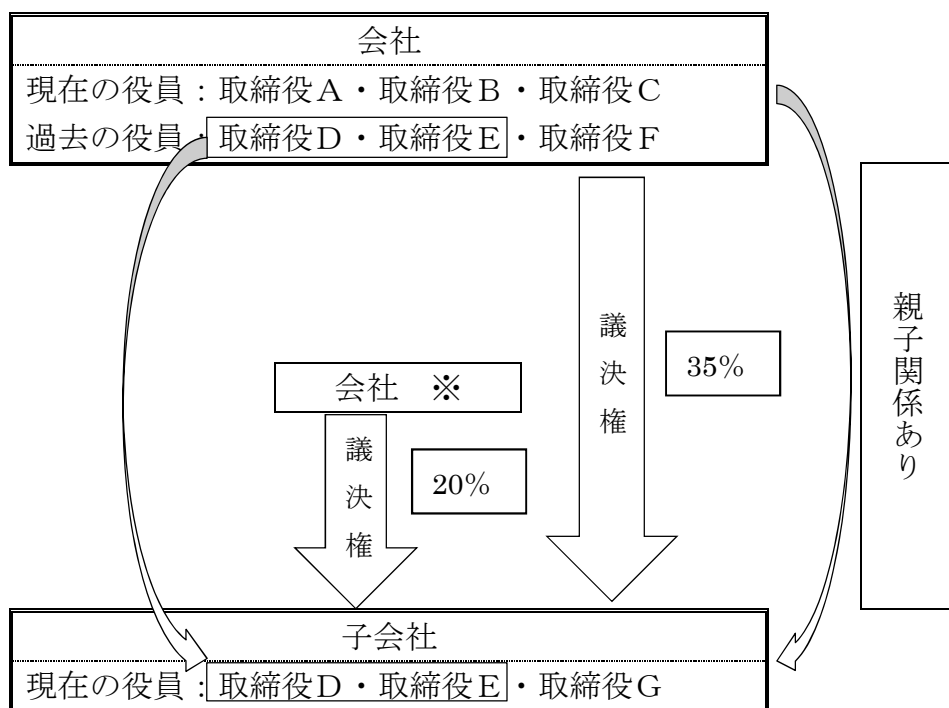 会社
現在の役員：取締役A・取締役B・取締役C
過去の役員：取締役D・取締役E・取締役F
親子関係あり
議決権
35%
会社　※
議決権
20%
子会社
現在の役員：取締役D・取締役E・取締役G